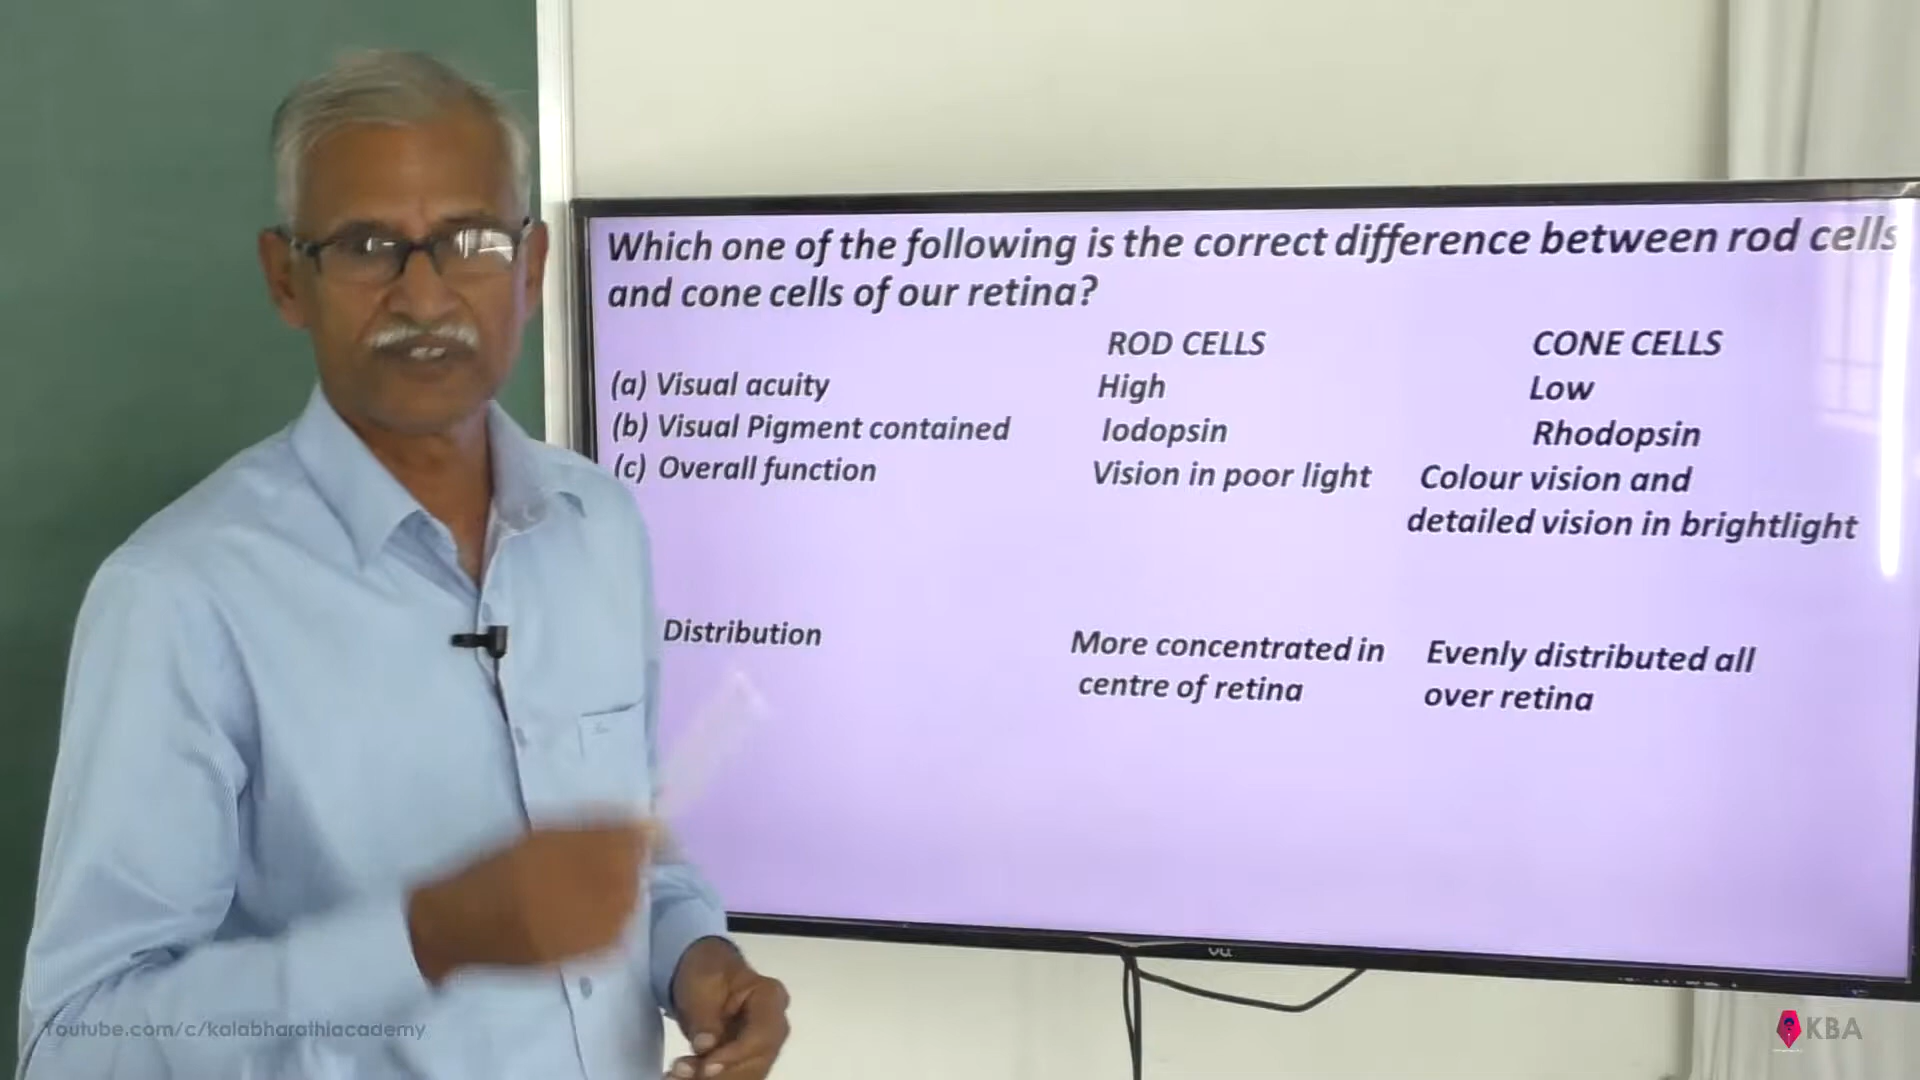 Which one of the following is the correct difference between rod cells
and cone cells of our retina?
ROD CELLS CONE CELLS
(a) Visual acuity High Low
(b) Visual Pigment contained Iodopsin Rhodopsin
(c) Overall function Vision in poor light Colour vision and
detailed vision in brightlight
Distribution More concentrated in Evenly distributed all
centre of retina over retina
VU
Youtube.com/c/kalabharathiacademy
KBA